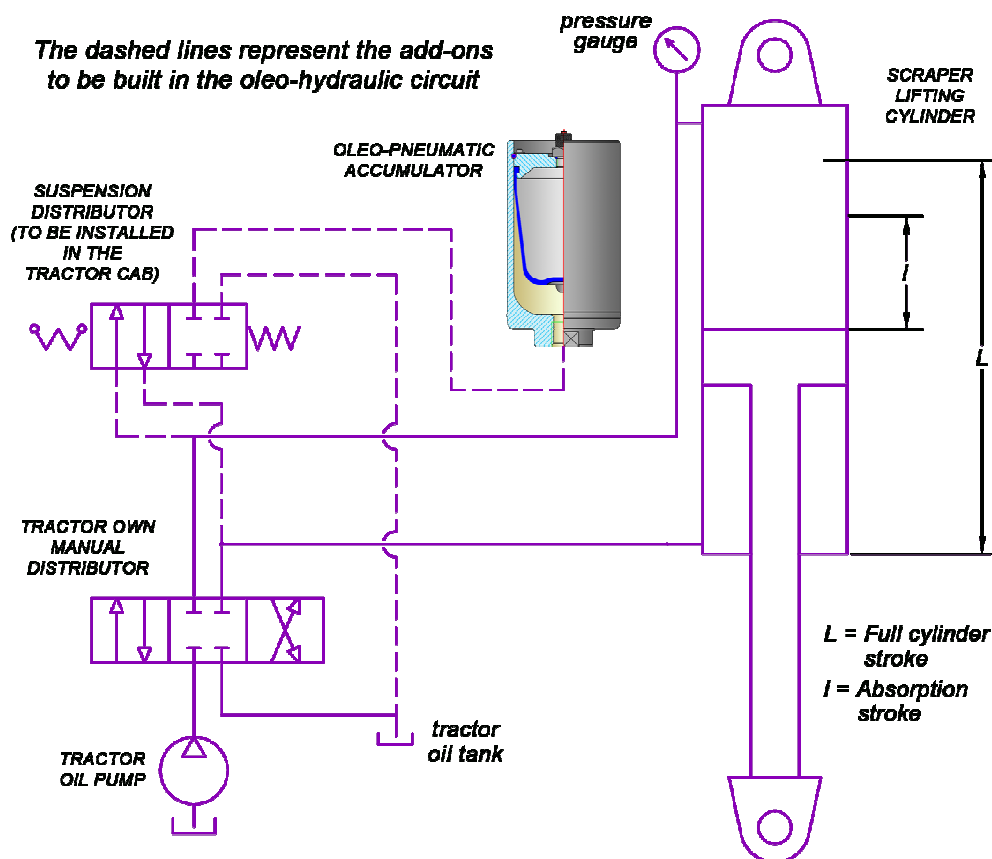 The dashed lines represent the add-ons
to be built in the oleo-hydraulic circuit
pressure
gauge
SCRAPER
LIFTING
CYLINDER
OLEO-PNEUMATIC
ACCUMULATOR
SUSPENSION
DISTRIBUTOR
(TO BE INSTALLED
IN THE
TRACTOR CAB)
l
L
TRACTOR OWN
MANUAL
DISTRIBUTOR
L = Full cylinder
stroke
l = Absorption
stroke
tractor
oil tank
TRACTOR
OIL PUMP